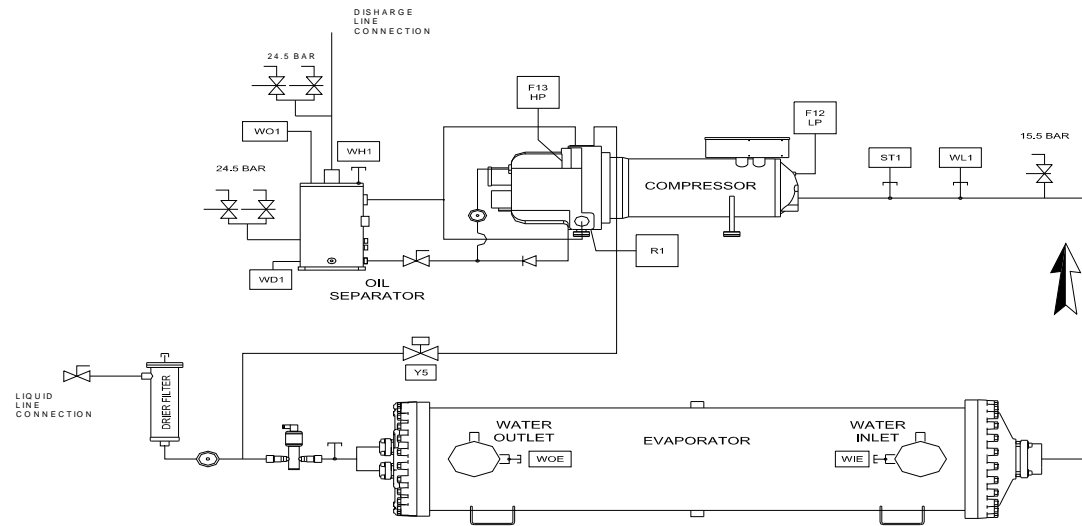 DISHARGE
LINE
CONNECTION
24.5 BAR
F13
HP
F12
LP
WO1
WH1
ST1
WL1
15.5 BAR
24.5 BAR
COMPRESSOR
R1
WD1
OIL
SEPARATOR
Y5
LIQUID
LINE
CONNECTION
DRIER FILTER
WATER
OUTLET
EVAPORATOR
WATER
INLET
WOE
WIE